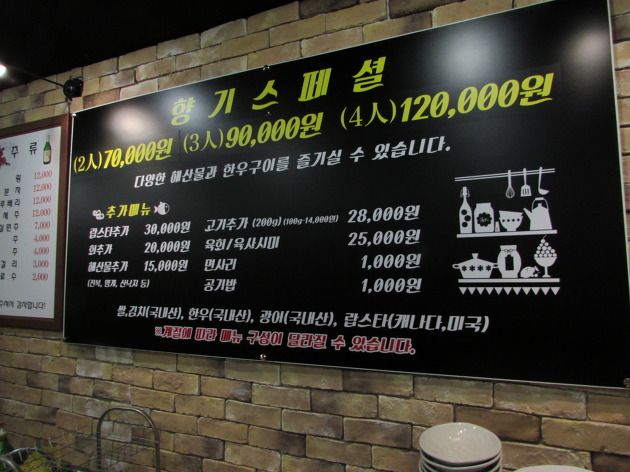 향기스페셜
(2人)70,000원 (3人)90,000원 (4人)120,000원
다양한 해산물과 한우구이를 즐기실 수 있습니다.
추가메뉴
랍스타추가 30,000원
회추가 20,000원
해산물추가 15,000원
(전복, 멍게, 산낙지 등)
고기추가 (200g) (100g-14,000원) 28,000원
육회/육사시미 25,000원
면사리 1,000원
공기밥 1,000원
쌀,김치(국내산), 한우(국내산), 광어(국내산), 랍스타(캐나다,미국)
※계절에 따라 메뉴 구성이 달라질 수 있습니다.
주류
12,000
12,000
12,000
12,000
7,000
4,000
4,000
3,000
2,000
감사합니다!